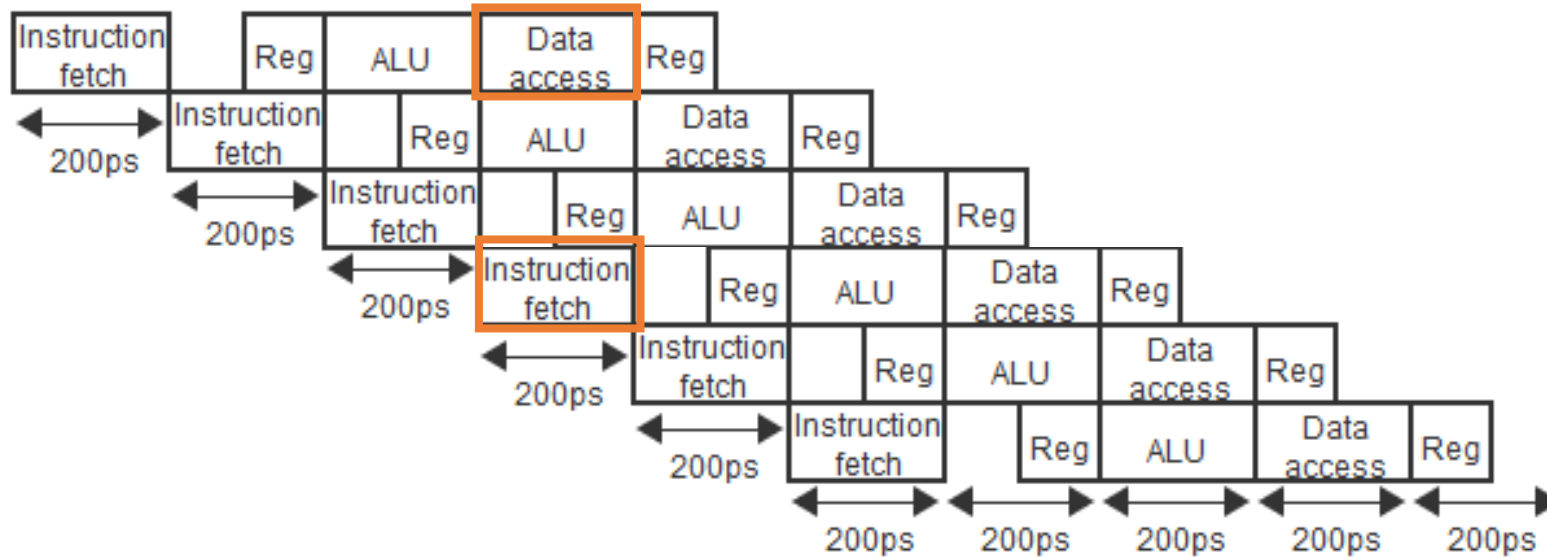 Instruction
fetch
Reg
ALU
Data
access
Reg
200ps
Instruction
fetch
Reg
ALU
Data
access
Reg
200ps
Instruction
fetch
Reg
ALU
Data
access
Reg
200ps
Instruction
fetch
Reg
ALU
Data
access
Reg
200ps
Instruction
fetch
Reg
ALU
Data
access
Reg
200ps
Instruction
fetch
Reg
ALU
Data
access
Reg
200ps
200ps
200ps
200ps
200ps